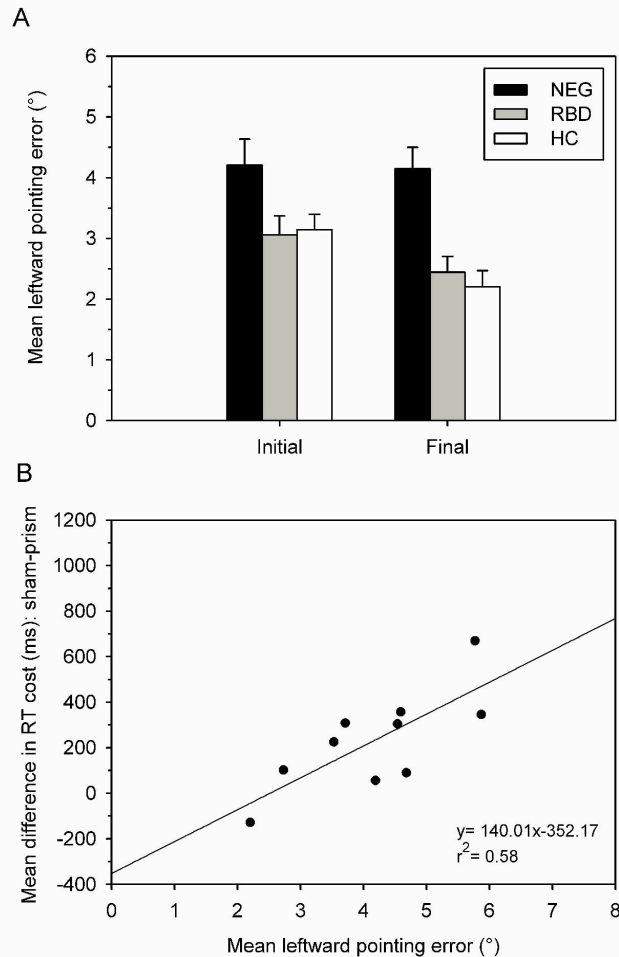 A
Mean leftward pointing error (°)
6
5
4
3
2
1
0
NEG
RBD
HC
Initial Final
B
Mean difference in RT cost (ms): sham-prism
1200
1000
800
600
400
200
0
-200
-400
y= 140.01x-352.17
r²= 0.58
0 1 2 3 4 5 6 7 8
Mean leftward pointing error (°)